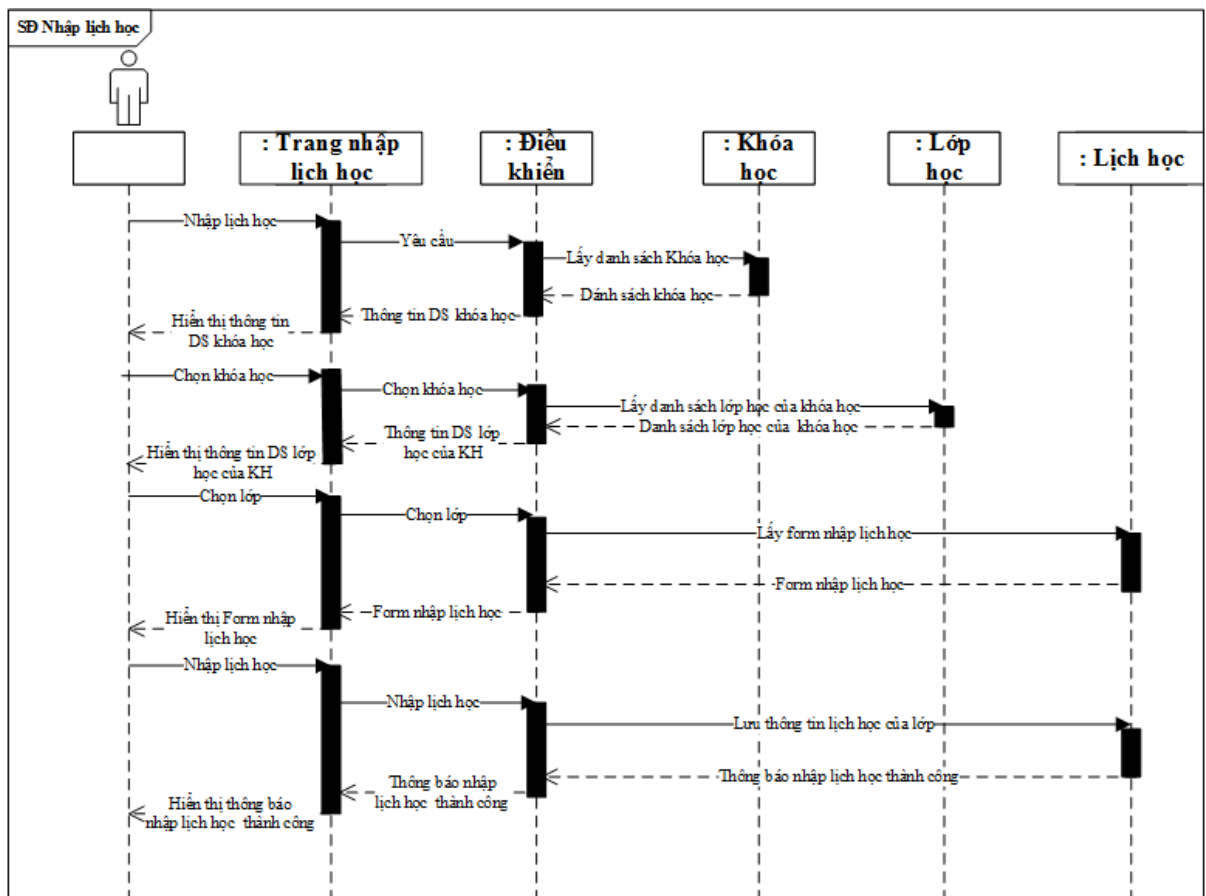 SĐ Nhập lịch học
: Trang nhập
lịch học
: Điều
khiển
: Khóa
học
: Lớp
học
: Lịch học
Nhập lịch học
Yêu cầu
Lấy danh sách Khóa học
Dánh sách khóa học
Thông tin DS khóa học
Hiển thị thông tin
DS khóa học
Chọn khóa học
Chọn khóa học
Lấy danh sách lớp học của khóa học
Danh sách lớp học của khóa học
Thông tin DS lớp
học của KH
Hiển thị thông tin DS lớp
học của KH
Chọn lớp
Chọn lớp
Lấy form nhập lịch học
Form nhập lịch học
Form nhập lịch học
Hiển thị Form nhập
lịch học
Nhập lịch học
Nhập lịch học
Lưu thông tin lịch học của lớp
Thông báo nhập lịch học thành công
Thông báo nhập
lịch học thành công
Hiển thị thông báo
nhập lịch học thành công